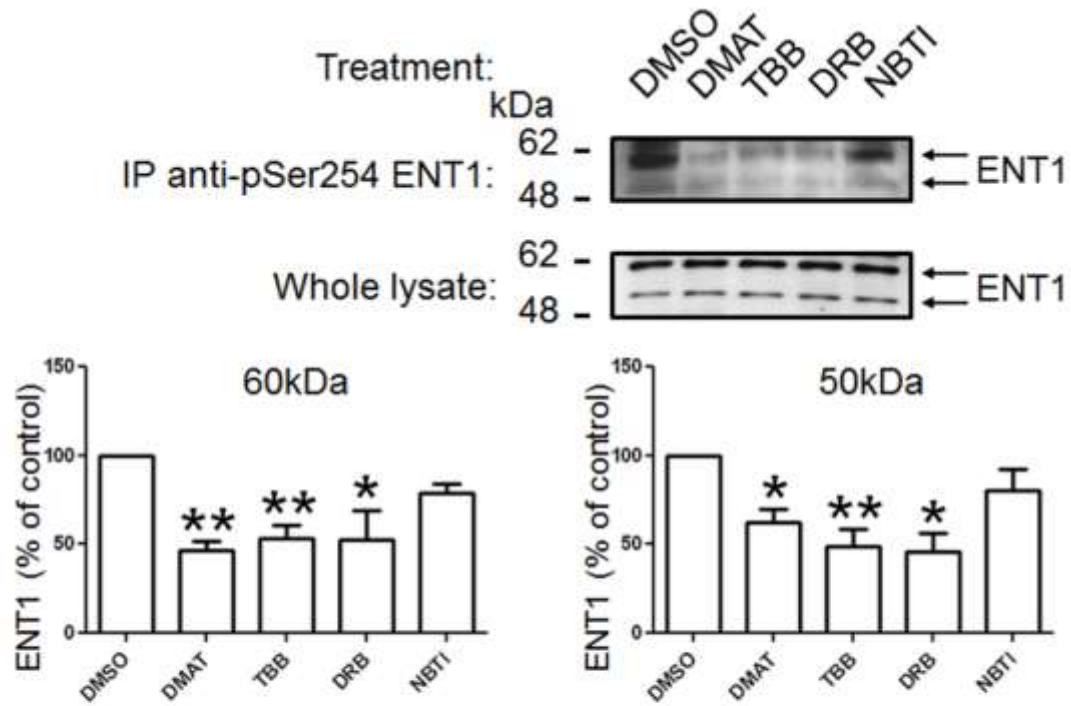 Treatment: DMSO DMAT TBB DRB NBTI
kDa
62 -
IP anti-pSer254 ENT1: ENT1
48 -
62 -
Whole lysate: ENT1
48 -
60kDa
ENT1 (% of control)
150
100
50
0
** ** *
DMSO DMAT TBB DRB NBTI
50kDa
ENT1 (% of control)
150
100
50
0
* ** *
DMSO DMAT TBB DRB NBTI